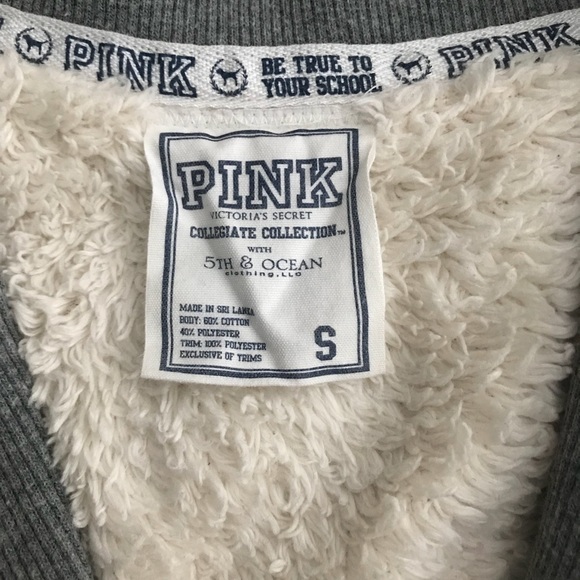 PINK BE TRUE TO PINK
YOUR SCHOOL
PINK
VICTORIA'S SECRET
COLLEGIATE COLLECTION™
WITH
5TH & OCEAN
clothing, LLC
MADE IN SRI LANKA
BODY: 60% COTTON
40% POLYESTER
TRIM: 100% POLYESTER
EXCLUSIVE OF TRIMS
S